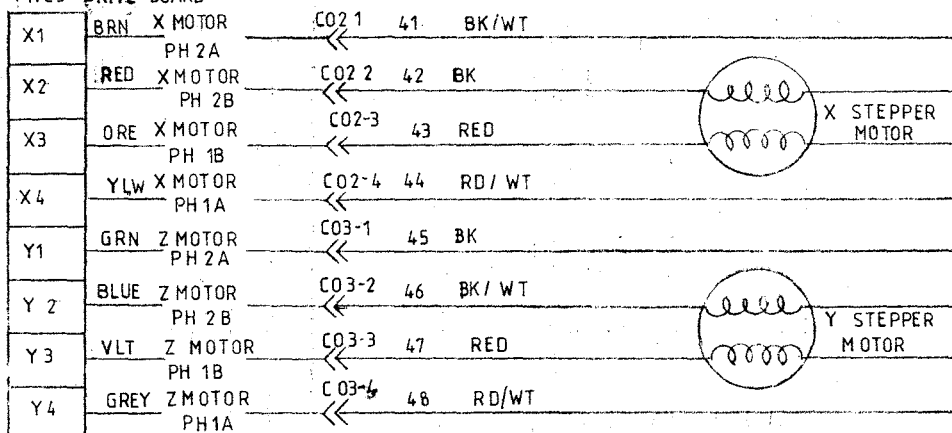 DRIVE BOARD
X1 BRN X MOTOR PH 2A C02 1 41 BK/WT
X2 RED X MOTOR PH 2B C02 2 42 BK
X3 ORE X MOTOR PH 1B C02-3 43 RED
X4 YLW X MOTOR PH1A C02-4 44 RD/WT
X STEPPER MOTOR
Y1 GRN Z MOTOR PH2A C03-1 45 BK
Y2 BLUE Z MOTOR PH 2B C03-2 46 BK/WT
Y3 VLT Z MOTOR PH 1B C03-3 47 RED
Y4 GREY Z MOTOR PH1A C03-4 48 RD/WT
Y STEPPER MOTOR